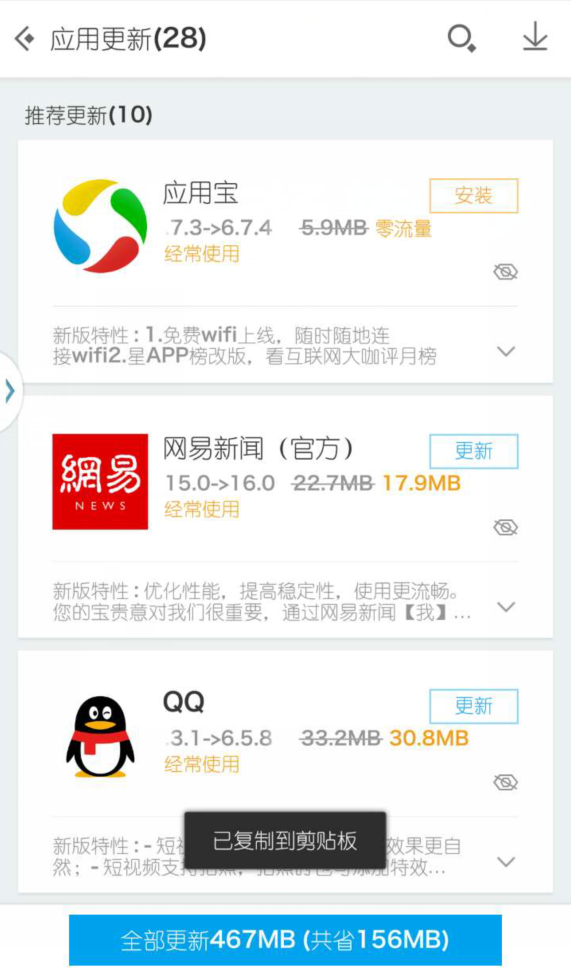 应用更新(28)
推荐更新(10)
应用宝
安装
.7.3->6.7.4 5.9MB 零流量
经常使用
新版特性：1.免费wifi上线，随时随地连
接wifi2.星APP榜改版，看互联网大咖评月榜
網易
NEWS
网易新闻（官方）
更新
15.0->16.0 22.7MB 17.9MB
经常使用
新版特性：优化性能，提高稳定性，使用更流畅。
您的宝贵意对我们很重要，通过网易新闻【我】...
QQ
更新
.3.1->6.5.8 33.2MB 30.8MB
经常使用
新版特性：- 短视 效果更自
然；- 短视频支持 特效...
已复制到剪贴板
全部更新467MB (共省156MB)